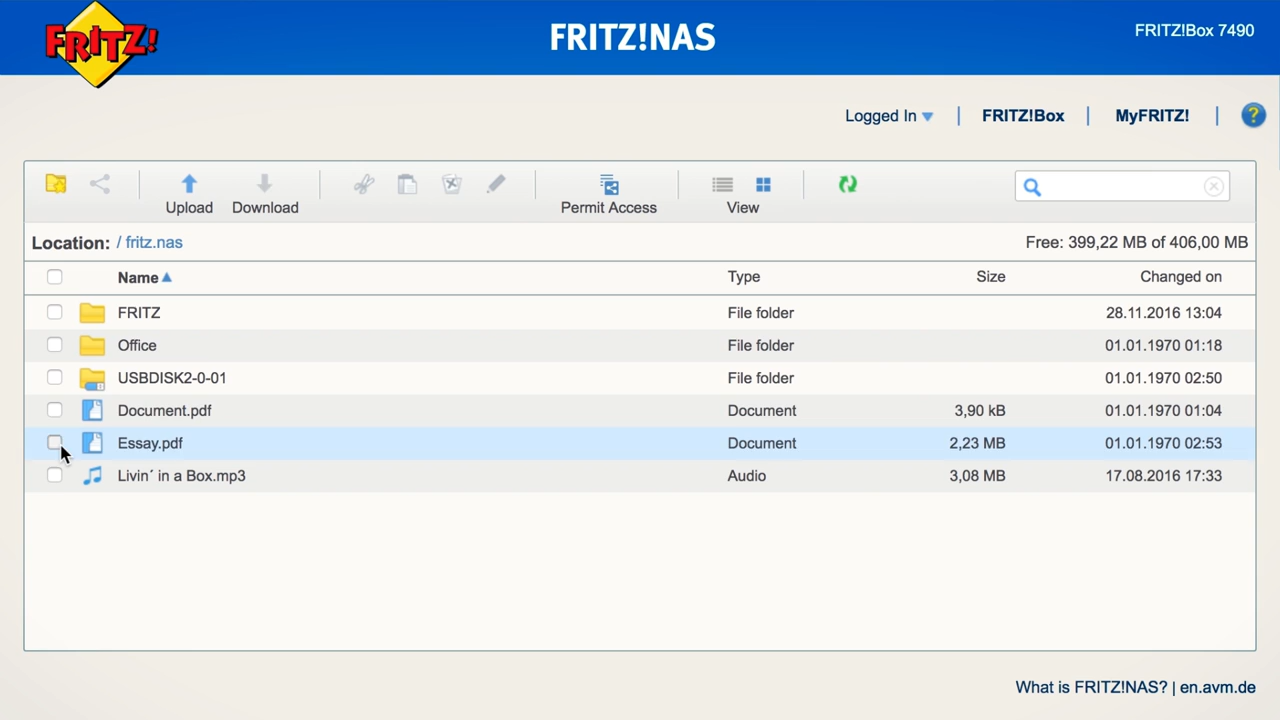 FRITZ!
FRITZ!NAS
FRITZ!Box 7490
Logged In | FRITZ!Box | MyFRITZ! | ?
Upload Download Permit Access View
Location: / fritz.nas Free: 399,22 MB of 406,00 MB
Name Type Size Changed on
FRITZ File folder 28.11.2016 13:04
Office File folder 01.01.1970 01:18
USBDISK2-0-01 File folder 01.01.1970 02:50
Document.pdf Document 3,90 kB 01.01.1970 01:04
Essay.pdf Document 2,23 MB 01.01.1970 02:53
Livin´ in a Box.mp3 Audio 3,08 MB 17.08.2016 17:33
What is FRITZ!NAS? | en.avm.de